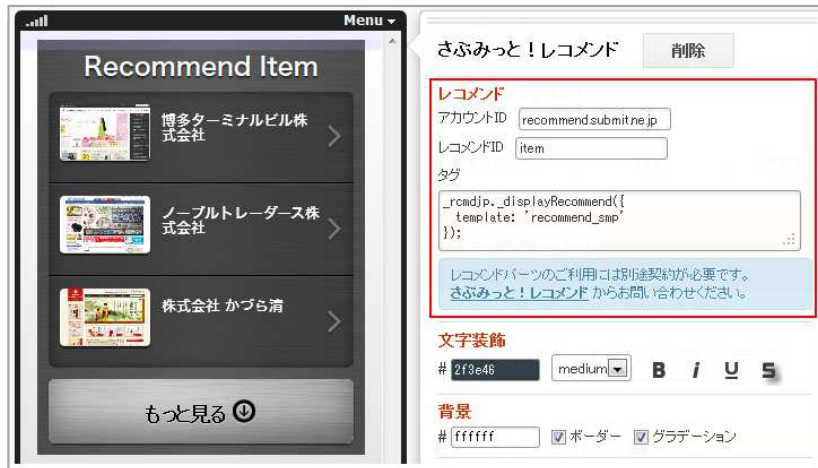 Menu
Recommend Item
博多ターミナルビル株
式会社
ノーブルトレーダース株
式会社
株式会社 かづら清
もっと見る
さぶみっと！レコメンド
削除
レコメンド
アカウントID recommend.submit.ne.jp
レコメンドID item
タグ
_rcmdjp._displayRecommend({
template: 'recommend_smp'
});
レコメンドパーツのご利用には別途契約が必要です。
さぶみっと！レコメンド からお問い合わせください。
文字装飾
# 2f3e46 medium B i U S
背景
# ffffff ボーダー グラデーション